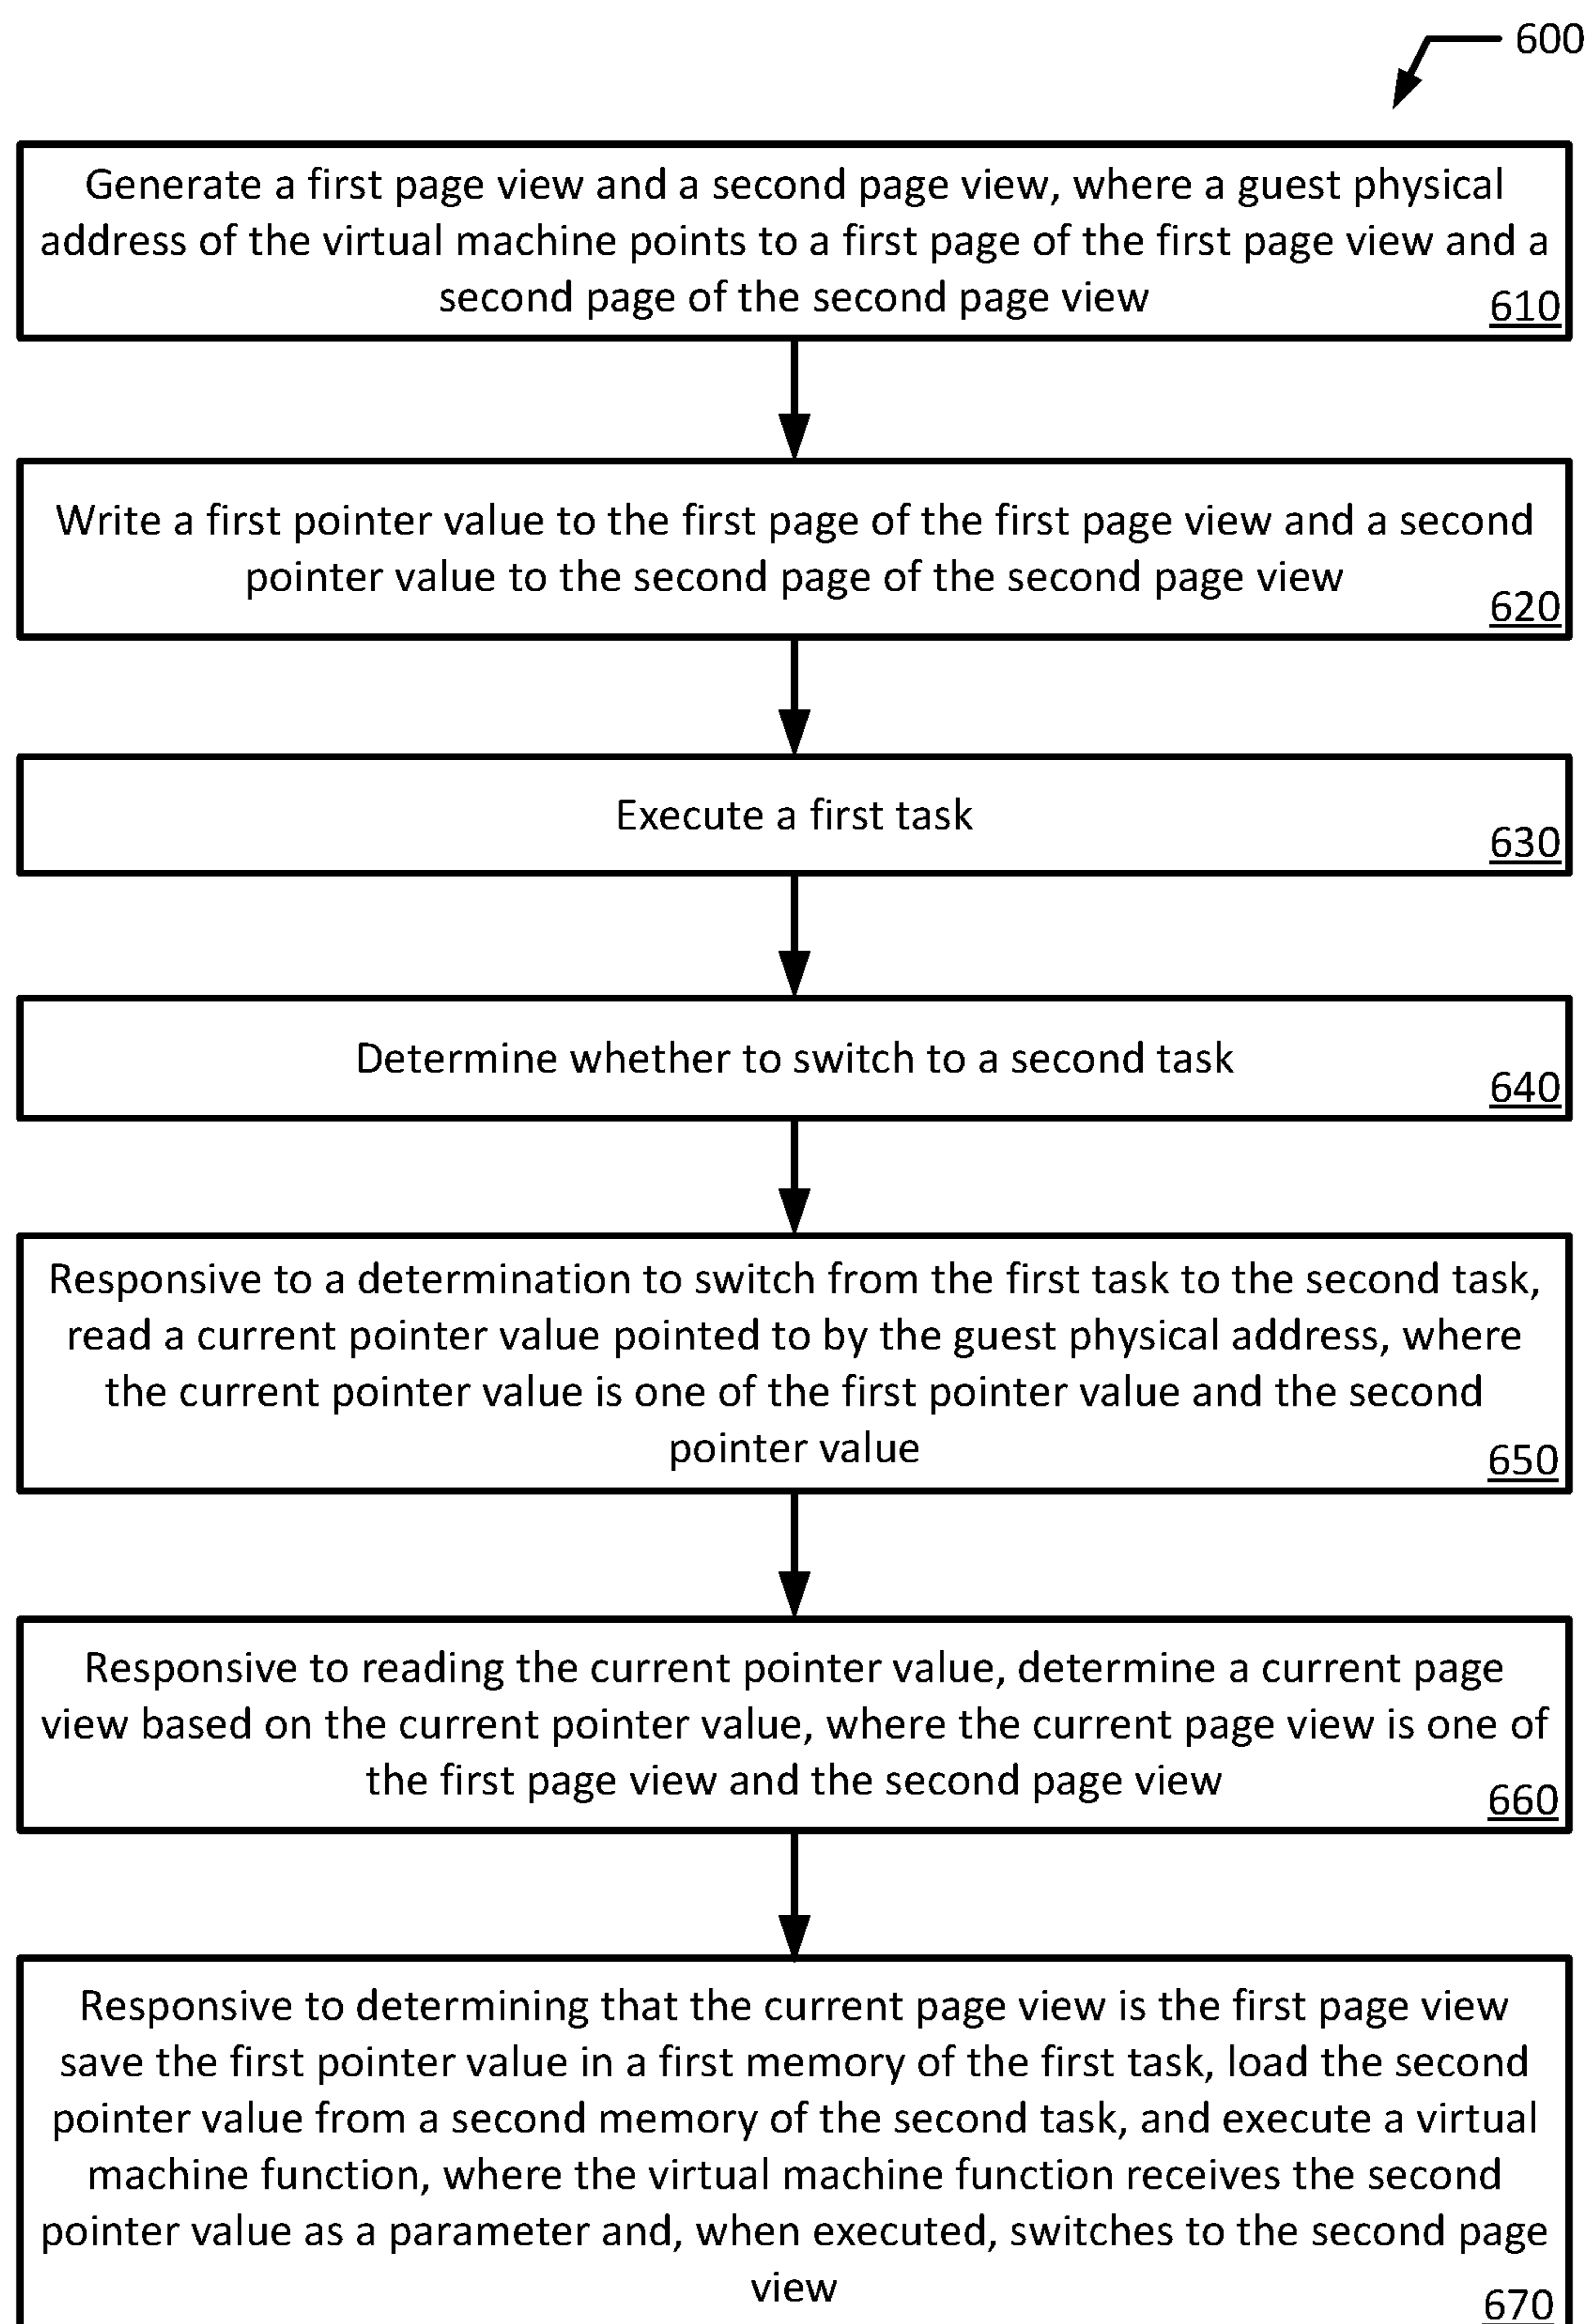 600
Generate a first page view and a second page view, where a guest physical
address of the virtual machine points to a first page of the first page view and a
second page of the second page view
610
Write a first pointer value to the first page of the first page view and a second
pointer value to the second page of the second page view
620
Execute a first task
630
Determine whether to switch to a second task
640
Responsive to a determination to switch from the first task to the second task,
read a current pointer value pointed to by the guest physical address, where
the current pointer value is one of the first pointer value and the second
pointer value
650
Responsive to reading the current pointer value, determine a current page
view based on the current pointer value, where the current page view is one of
the first page view and the second page view
660
Responsive to determining that the current page view is the first page view
save the first pointer value in a first memory of the first task, load the second
pointer value from a second memory of the second task, and execute a virtual
machine function, where the virtual machine function receives the second
pointer value as a parameter and, when executed, switches to the second page
view
670